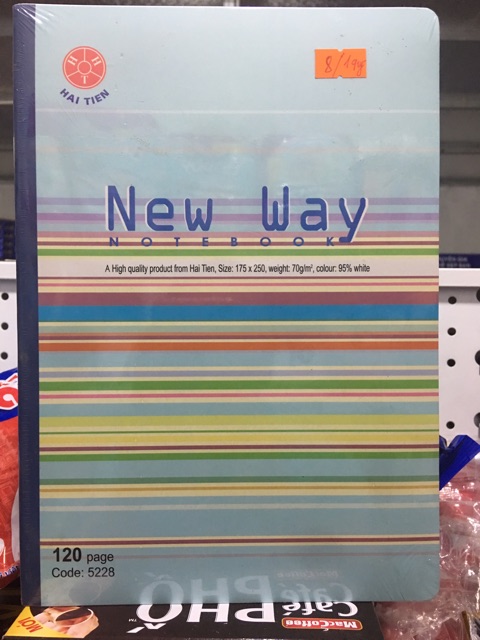 HAI TIEN
8/19g
New Way
NOTEBOOK
A High quality product from Hai Tien, Size: 175 x 250, weight: 70g/m², colour: 95% white
120 page
Code: 5228
Café PHỐ
MacCoffee